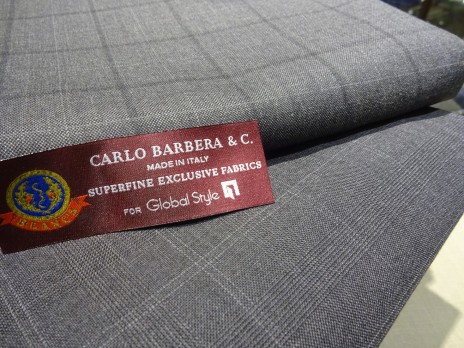 CARLO BARBERA & C.
MADE IN ITALY
SUPERFINE EXCLUSIVE FABRICS
FOR Global Style